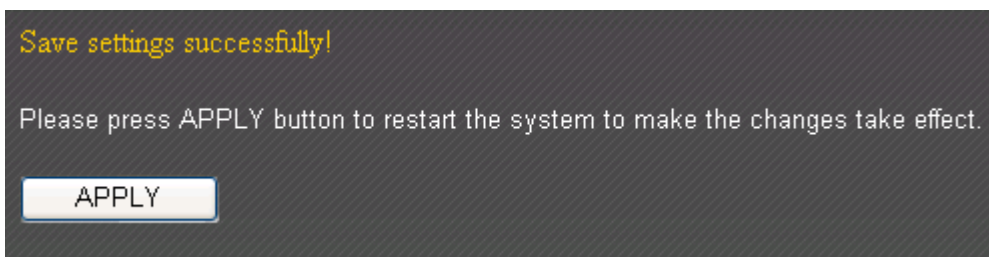 Save settings successfully!
Please press APPLY button to restart the system to make the changes take effect.
APPLY